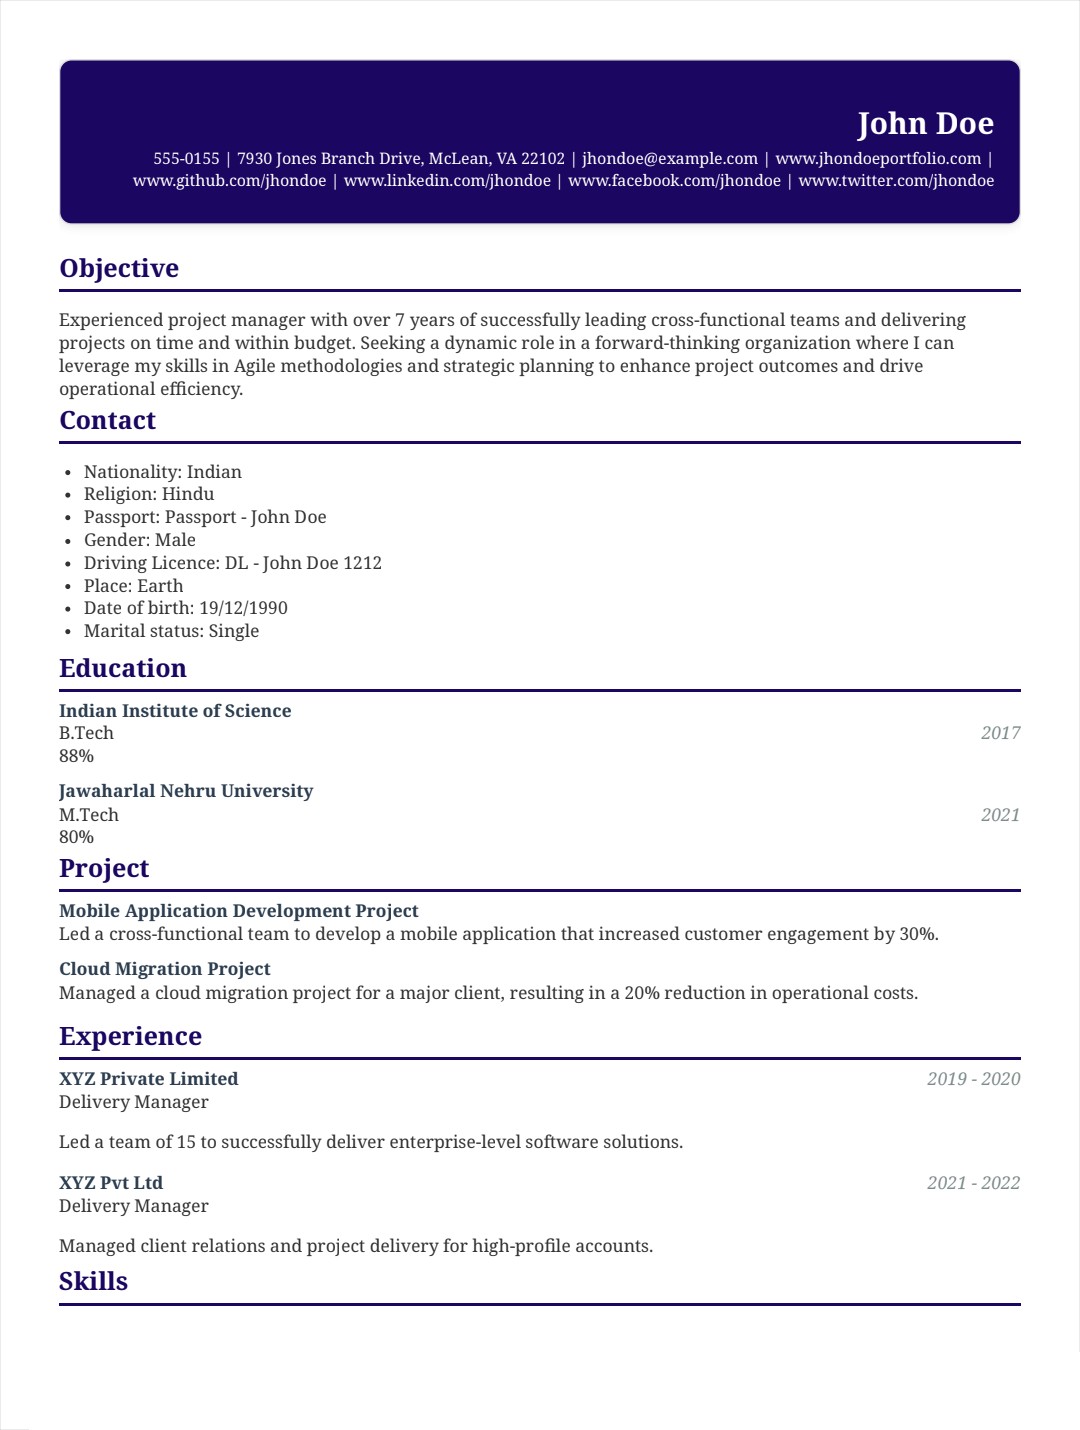 John Doe
555-0155 | 7930 Jones Branch Drive, McLean, VA 22102 | jhondoe@example.com | www.jhondoeportfolio.com |
www.github.com/jhondoe | www.linkedin.com/jhondoe | www.facebook.com/jhondoe | www.twitter.com/jhondoe
Objective
Experienced project manager with over 7 years of successfully leading cross-functional teams and delivering
projects on time and within budget. Seeking a dynamic role in a forward-thinking organization where I can
leverage my skills in Agile methodologies and strategic planning to enhance project outcomes and drive
operational efficiency.
Contact
• Nationality: Indian
• Religion: Hindu
• Passport: Passport - John Doe
• Gender: Male
• Driving Licence: DL - John Doe 1212
• Place: Earth
• Date of birth: 19/12/1990
• Marital status: Single
Education
Indian Institute of Science
B.Tech 2017
88%
Jawaharlal Nehru University
M.Tech 2021
80%
Project
Mobile Application Development Project
Led a cross-functional team to develop a mobile application that increased customer engagement by 30%.
Cloud Migration Project
Managed a cloud migration project for a major client, resulting in a 20% reduction in operational costs.
Experience
XYZ Private Limited 2019 - 2020
Delivery Manager
Led a team of 15 to successfully deliver enterprise-level software solutions.
XYZ Pvt Ltd 2021 - 2022
Delivery Manager
Managed client relations and project delivery for high-profile accounts.
Skills